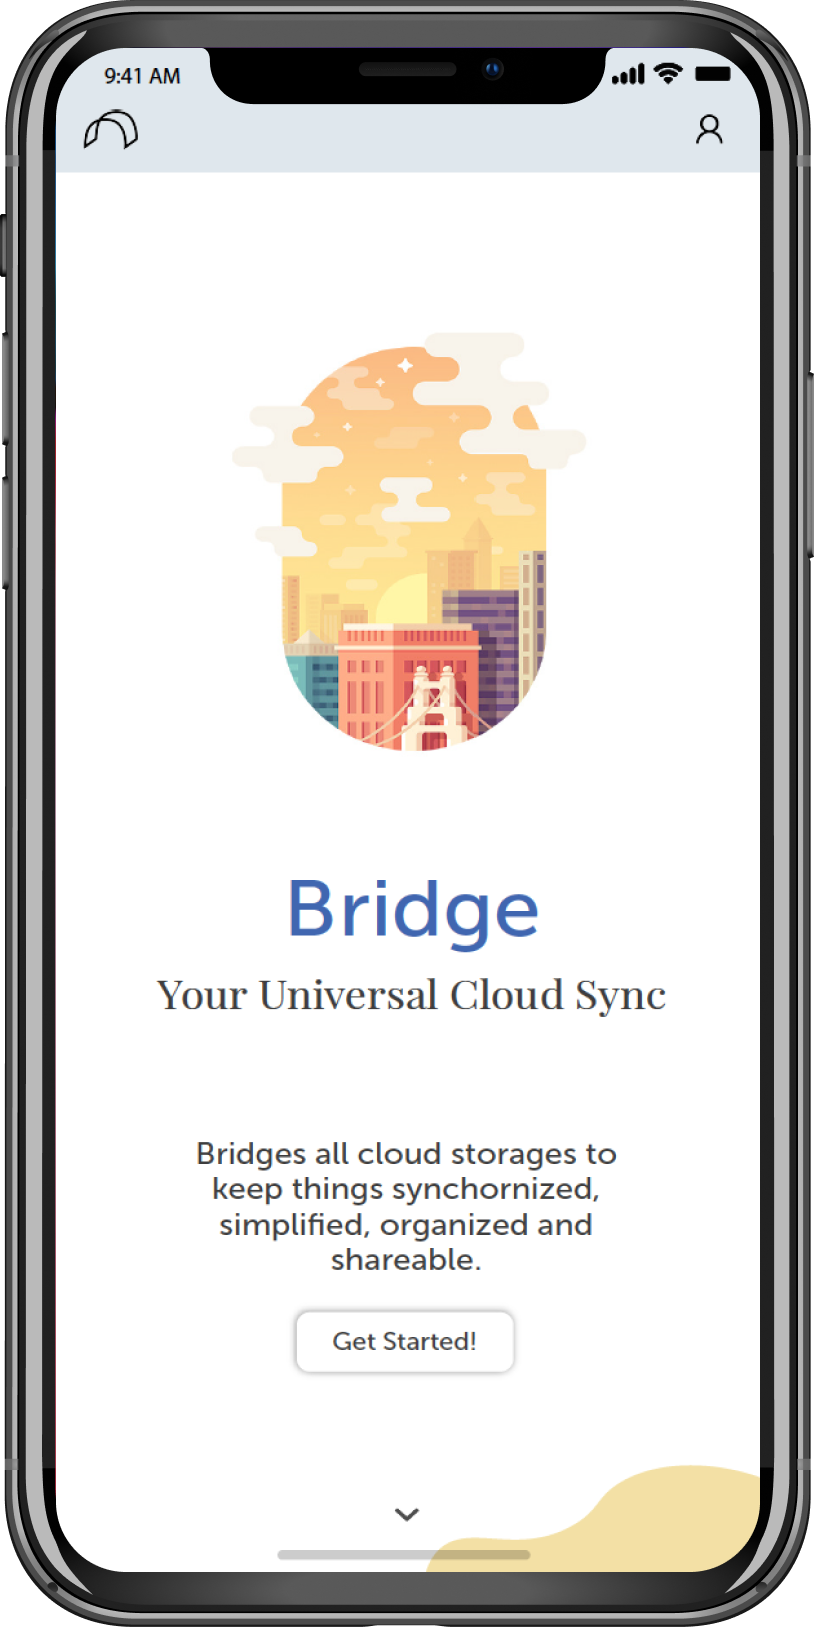 9:41 AM
Bridge
Your Universal Cloud Sync
Bridges all cloud storages to
keep things synchornized,
simplified, organized and
shareable.
Get Started!